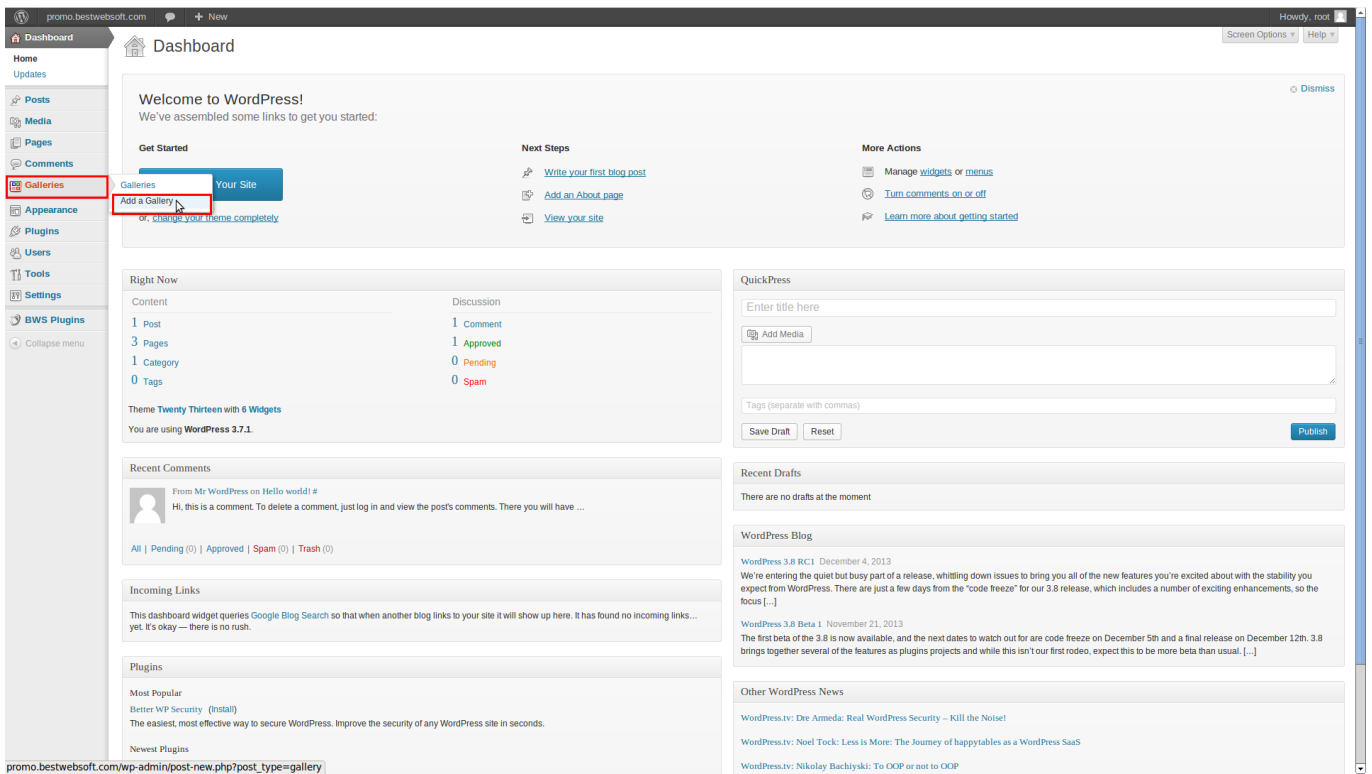 promo.bestwebsoft.com + New Howdy, root
Dashboard
Home
Updates
Posts
Media
Pages
Comments
Galleries
Appearance
Plugins
Users
Tools
Settings
BWS Plugins
Collapse menu
Galleries
Add a Gallery
Dashboard
Screen Options Help
Welcome to WordPress!
Dismiss
We've assembled some links to get you started:
Get Started
Your Site
or, change your theme completely
Next Steps
Write your first blog post
Add an About page
View your site
More Actions
Manage widgets or menus
Turn comments on or off
Learn more about getting started
Right Now
Content Discussion
1 Post 1 Comment
3 Pages 1 Approved
1 Category 0 Pending
0 Tags 0 Spam
Theme Twenty Thirteen with 6 Widgets
You are using WordPress 3.7.1.
Recent Comments
From Mr WordPress on Hello world! #
Hi, this is a comment. To delete a comment, just log in and view the post's comments. There you will have …
All | Pending (0) | Approved | Spam (0) | Trash (0)
Incoming Links
This dashboard widget queries Google Blog Search so that when another blog links to your site it will show up here. It has found no incoming links…
yet. It's okay — there is no rush.
Plugins
Most Popular
Better WP Security (Install)
The easiest, most effective way to secure WordPress. Improve the security of any WordPress site in seconds.
Newest Plugins
QuickPress
Enter title here
Add Media
Tags (separate with commas)
Save Draft Reset Publish
Recent Drafts
There are no drafts at the moment
WordPress Blog
WordPress 3.8 RC1 December 4, 2013
We're entering the quiet but busy part of a release, whittling down issues to bring you all of the new features you're excited about with the stability you
expect from WordPress. There are just a few days from the “code freeze” for our 3.8 release, which includes a number of exciting enhancements, so the
focus […]
WordPress 3.8 Beta 1 November 21, 2013
The first beta of the 3.8 is now available, and the next dates to watch out for are code freeze on December 5th and a final release on December 12th. 3.8
brings together several of the features as plugins projects and while this isn't our first rodeo, expect this to be more beta than usual. […]
Other WordPress News
WordPress.tv: Dre Armeda: Real WordPress Security – Kill the Noise!
WordPress.tv: Noel Tock: Less is More: The Journey of happytables as a WordPress SaaS
WordPress.tv: Nikolay Bachiyski: To OOP or not to OOP
promo.bestwebsoft.com/wp-admin/post-new.php?post_type=gallery